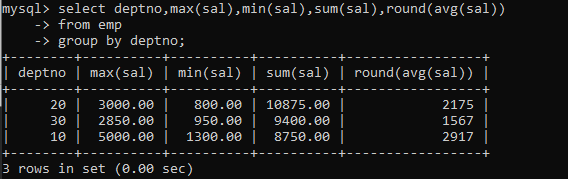 mysql> select deptno,max(sal),min(sal),sum(sal),round(avg(sal))
    -> from emp
    -> group by deptno;
+--------+----------+----------+----------+-----------------+
| deptno | max(sal) | min(sal) | sum(sal) | round(avg(sal)) |
+--------+----------+----------+----------+-----------------+
|     20 |  3000.00 |   800.00 | 10875.00 |            2175 |
|     30 |  2850.00 |   950.00 |  9400.00 |            1567 |
|     10 |  5000.00 |  1300.00 |  8750.00 |            2917 |
+--------+----------+----------+----------+-----------------+
3 rows in set (0.00 sec)